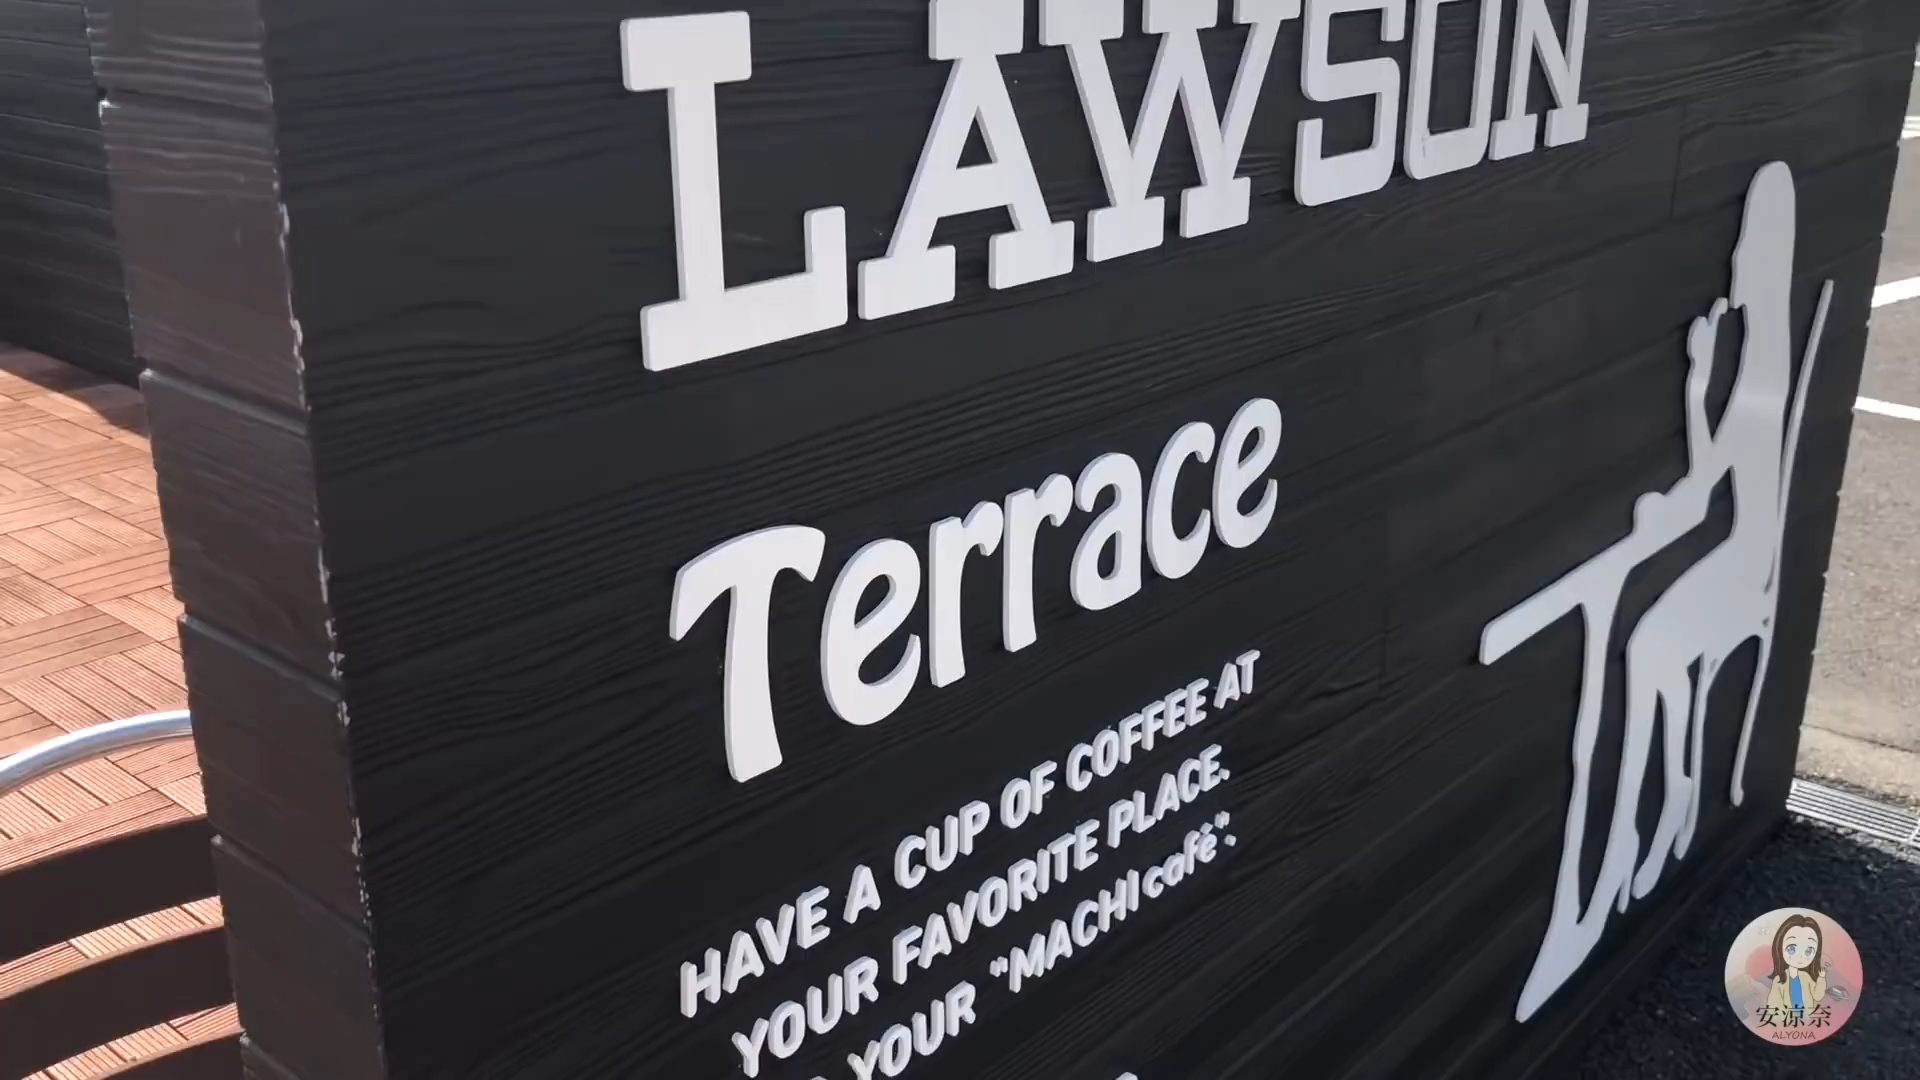 LAWSON
Terrace
HAVE A CUP OF COFFEE AT
YOUR FAVORITE PLACE.
YOUR "MACHI café".
安涼奈
ALYONA